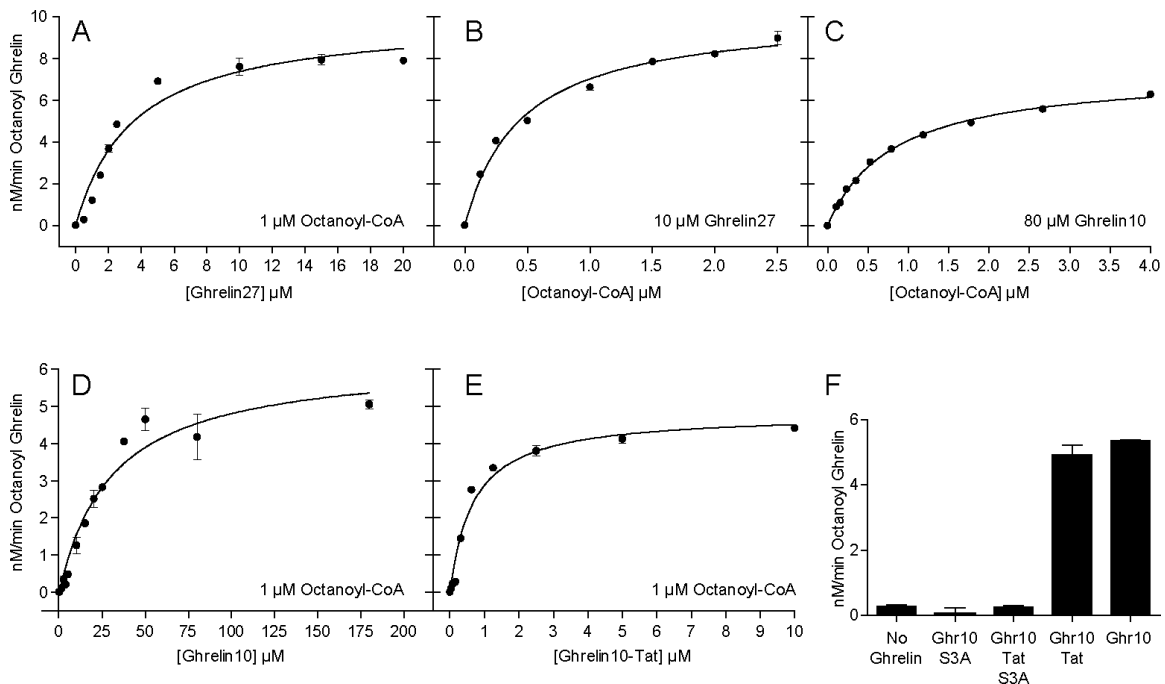 A
B
C
nM/min Octanoyl Ghrelin
10
8
6
4
2
0
1 µM Octanoyl-CoA
10 µM Ghrelin27
80 µM Ghrelin10
0 2 4 6 8 10 12 14 16 18 20
0.0 0.5 1.0 1.5 2.0 2.5
0.0 0.5 1.0 1.5 2.0 2.5 3.0 3.5 4.0
[Ghrelin27] µM
[Octanoyl-CoA] µM
[Octanoyl-CoA] µM
D
E
F
nM/min Octanoyl Ghrelin
6
5
4
3
2
1
0
1 µM Octanoyl-CoA
1 µM Octanoyl-CoA
0 25 50 75 100 125 150 175 200
0 1 2 3 4 5 6 7 8 9 10
[Ghrelin10] µM
[Ghrelin10-Tat] µM
nM/min Octanoyl Ghrelin
6
4
2
0
No Ghrelin
Ghr10 S3A
Ghr10 Tat S3A
Ghr10 Tat
Ghr10